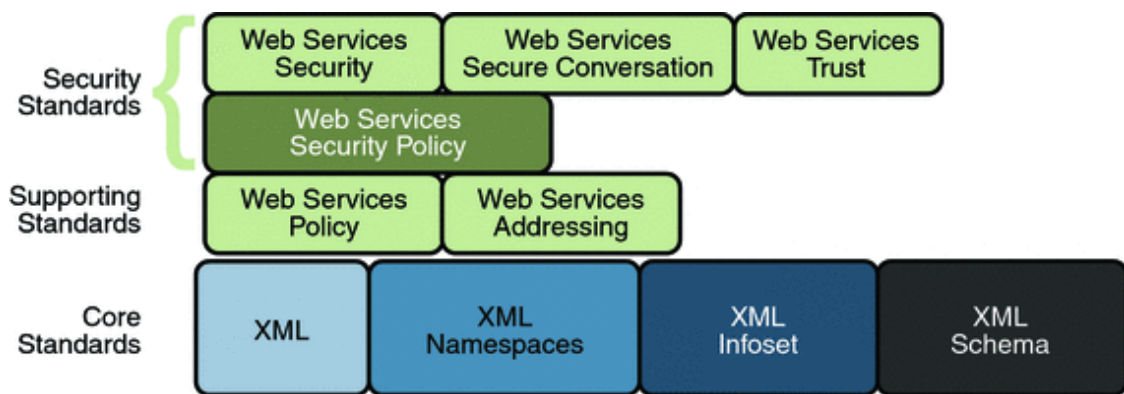 Security
Standards
Web Services
Security
Web Services
Secure Conversation
Web Services
Trust
Web Services
Security Policy
Supporting
Standards
Web Services
Policy
Web Services
Addressing
Core
Standards
XML
XML
Namespaces
XML
Infoset
XML
Schema